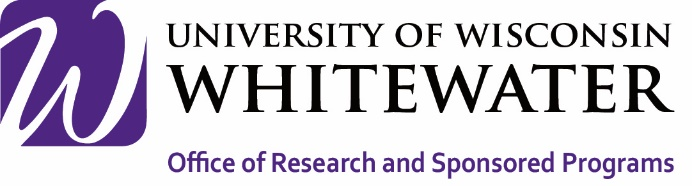 W
UNIVERSITY OF WISCONSIN
WHITEWATER
Office of Research and Sponsored Programs